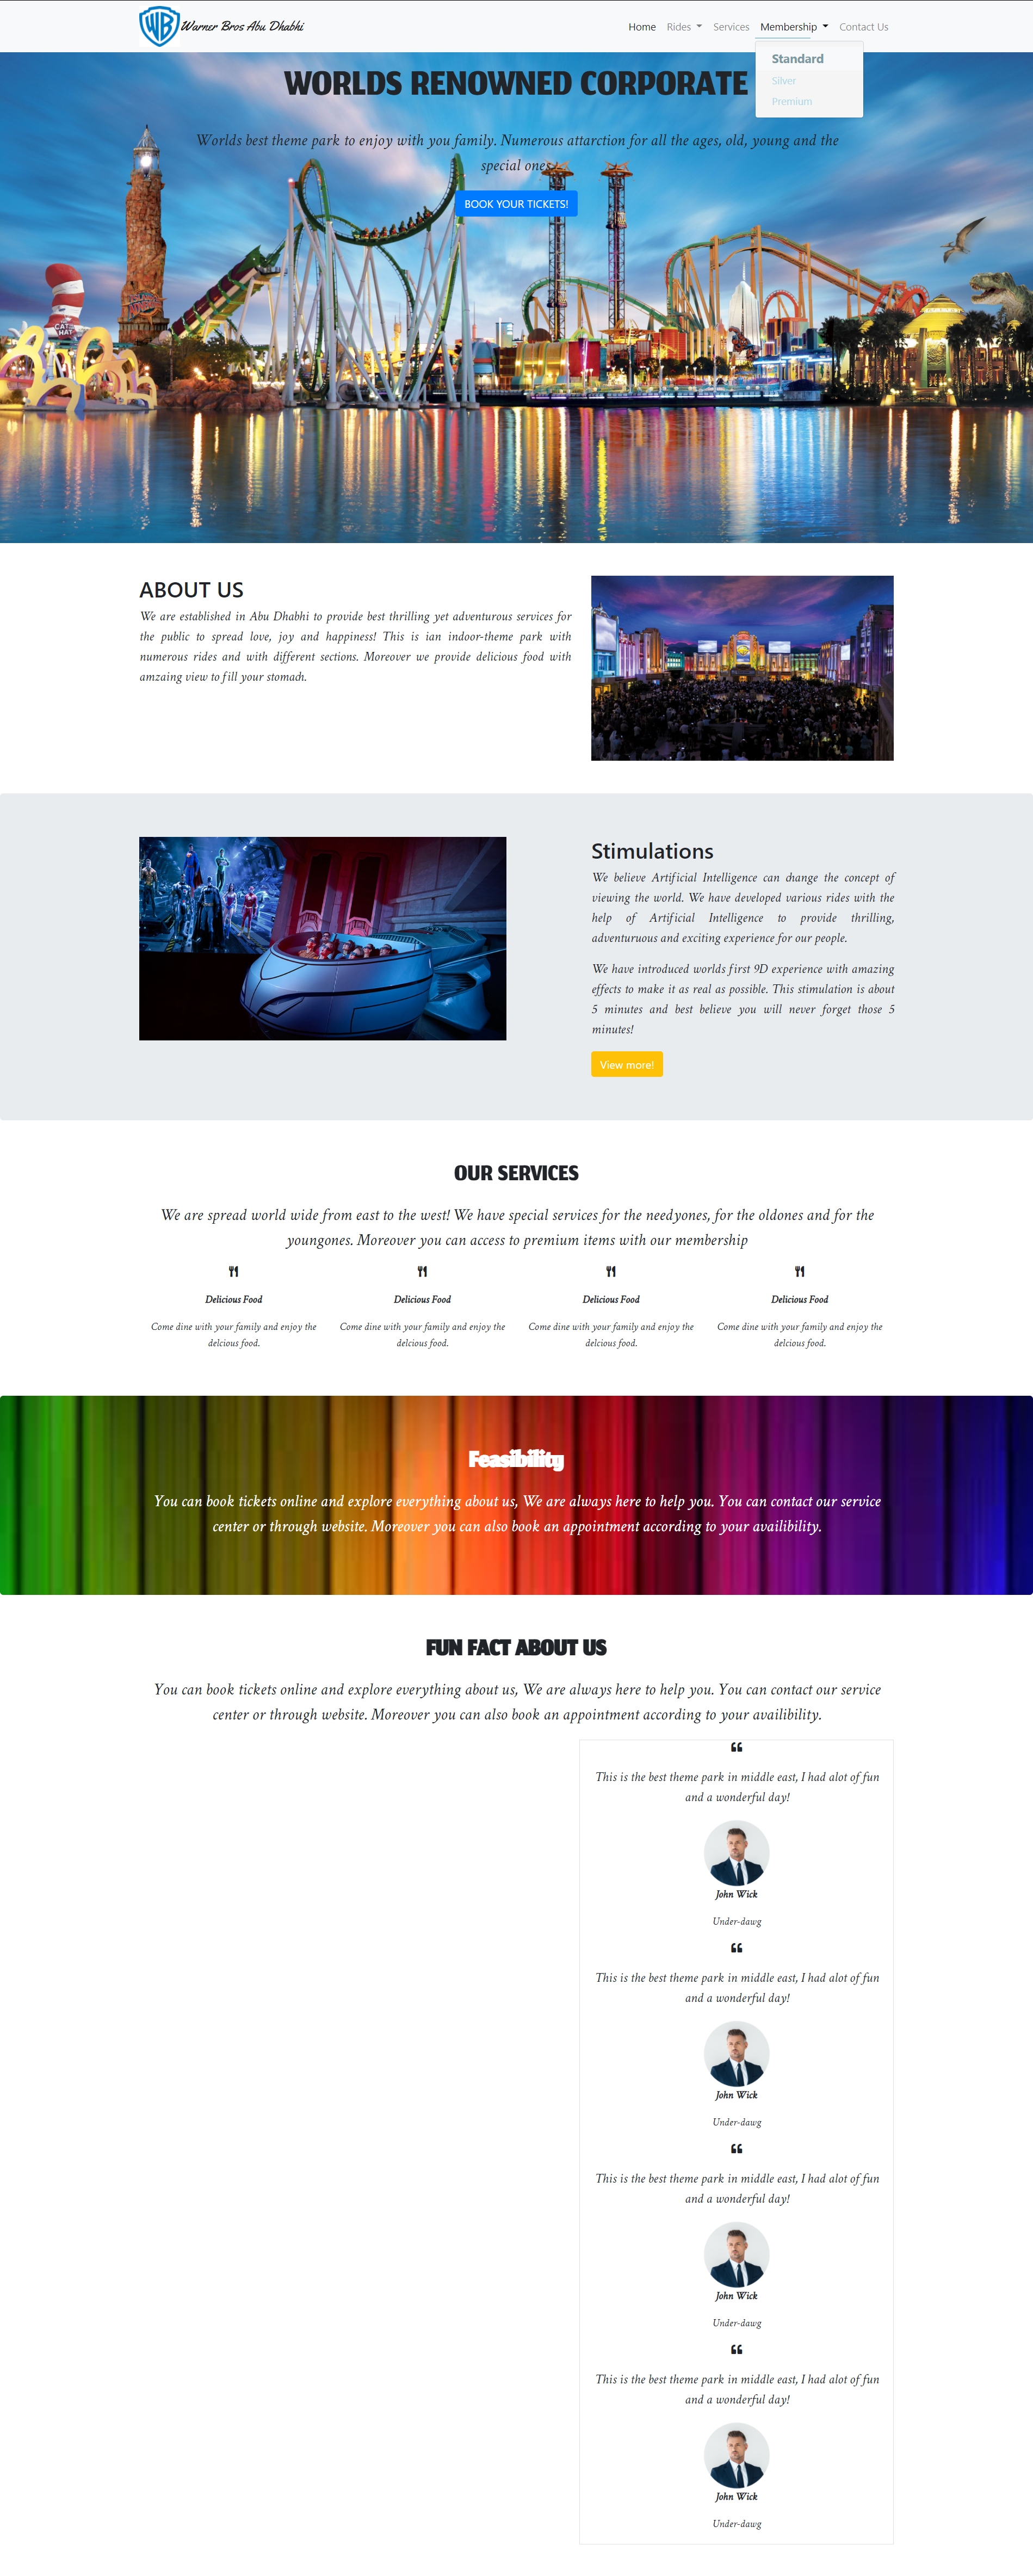 WB
Warner Bros Abu Dhabhi
Home Rides Services Membership Contact Us
Standard
Silver
Premium
WORLDS RENOWNED CORPORATE
Worlds best theme park to enjoy with you family. Numerous attarction for all the ages, old, young and the
special ones.
BOOK YOUR TICKETS!
CAT
HAT
ABOUT US
We are established in Abu Dhabhi to provide best thrilling yet adventurous services for
the public to spread love, joy and happiness! This is ian indoor-theme park with
numerous rides and with different sections. Moreover we provide delicious food with
amzaing view to fill your stomach.
Stimulations
We believe Artificial Intelligence can change the concept of
viewing the world. We have developed various rides with the
help of Artificial Intelligence to provide thrilling,
adventuruous and exciting experience for our people.
We have introduced worlds first 9D experience with amazing
effects to make it as real as possible. This stimulation is about
5 minutes and best believe you will never forget those 5
minutes!
View more!
OUR SERVICES
We are spread world wide from east to the west! We have special services for the needyones, for the oldones and for the
youngones. Moreover you can access to premium items with our membership
Delicious Food Delicious Food Delicious Food Delicious Food
Come dine with your family and enjoy the Come dine with your family and enjoy the Come dine with your family and enjoy the Come dine with your family and enjoy the
delcious food. delcious food. delcious food. delcious food.
Feasibility
You can book tickets online and explore everything about us, We are always here to help you. You can contact our service
center or through website. Moreover you can also book an appointment according to your availibility.
FUN FACT ABOUT US
You can book tickets online and explore everything about us, We are always here to help you. You can contact our service
center or through website. Moreover you can also book an appointment according to your availibility.
This is the best theme park in middle east, I had alot of fun
and a wonderful day!
John Wick
Under-dawg
This is the best theme park in middle east, I had alot of fun
and a wonderful day!
John Wick
Under-dawg
This is the best theme park in middle east, I had alot of fun
and a wonderful day!
John Wick
Under-dawg
This is the best theme park in middle east, I had alot of fun
and a wonderful day!
John Wick
Under-dawg